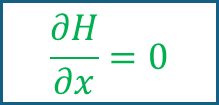 ∂H/∂x = 0